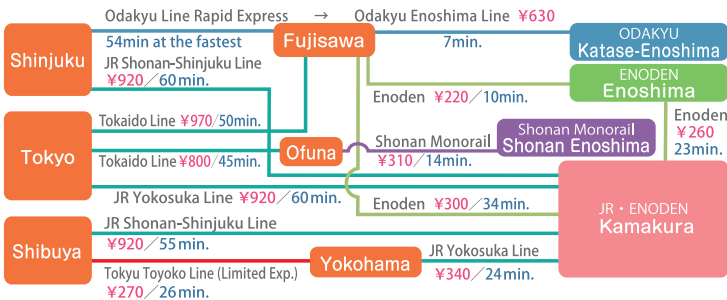 Odakyu Line Rapid Express → Odakyu Enoshima Line ¥630
54min at the fastest
7min.
Shinjuku
Fujisawa
ODAKYU
Katase-Enoshima
JR Shonan-Shinjuku Line
¥920/60min.
ENODEN
Enoshima
Enoden ¥220/10min.
Enoden
¥260
23min.
Tokaido Line ¥970/50min.
Tokyo
Ofuna
Shonan Monorail
¥310/14min.
Shonan Monorail
Shonan Enoshima
Tokaido Line ¥800/45min.
JR Yokosuka Line ¥920/60min.
Enoden ¥300/34min.
JR・ENODEN
Kamakura
JR Shonan-Shinjuku Line
¥920/55min.
Shibuya
Yokohama
JR Yokosuka Line
¥340/24min.
Tokyu Toyoko Line (Limited Exp.)
¥270/26min.